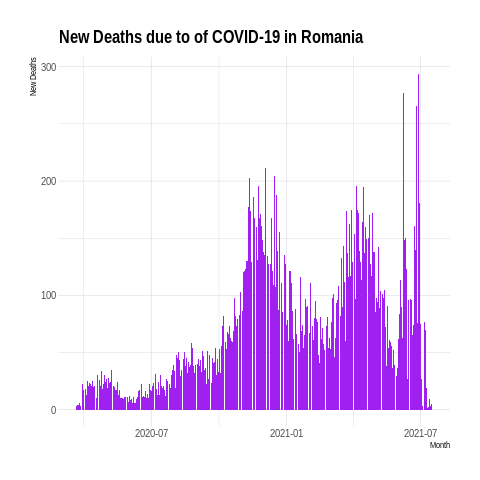 New Deaths due to of COVID-19 in Romania
New Deaths
300
200
100
0
2020-07
2021-01
2021-07
Month